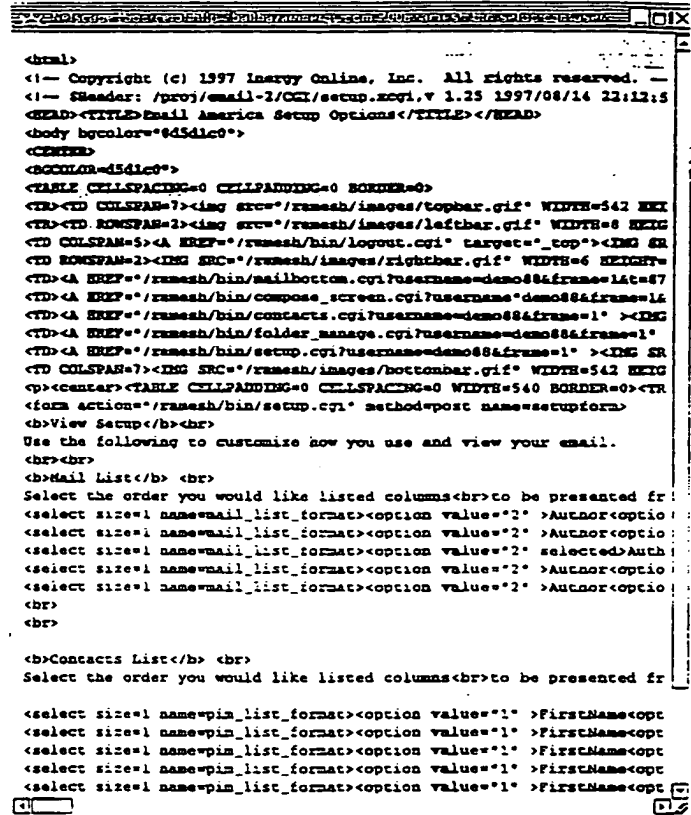 <html>
<!-- Copyright (c) 1997 Inergy Online, Inc.  All rights reserved. —
<!-- $Header: /proj/email-2/CGI/setup.xcgi,v 1.25 1997/08/14 22:12:5
<HEAD><TITLE>Email America Setup Options</TITLE></HEAD>
<body bgcolor="#d5d1c0">
<CENTER>
<BGCOLOR=d5d1c0">
<TABLE CELLSPACING=0 CELLPADDING=0 BORDER=0>
<TR><TD COLSPAN=7><img src="/ramesh/images/topbar.gif" WIDTH=542 HEI
<TR><TD ROWSPAN=2><img src="/ramesh/images/leftbar.gif" WIDTH=8 HEIG
<TD COLSPAN=5><A HREF="/ramesh/bin/logout.cgi" target="_top"><IMG SR
<TD ROWSPAN=2><IMG SRC="/ramesh/images/rightbar.gif" WIDTH=6 HEIGHT=
<TD><A HREF="/ramesh/bin/mailbottom.cgi?username=demo88&frame=1&t=87
<TD><A HREF="/ramesh/bin/compose_screen.cgi?username=demo88&frame=1&
<TD><A HREF="/ramesh/bin/contacts.cgi?username=demo88&frame=1" ><IMG
<TD><A HREF="/ramesh/bin/folder_manage.cgi?username=demo88&frame=1"
<TD><A HREF="/ramesh/bin/setup.cgi?username=demo88&frame=1" ><IMG SR
<TD COLSPAN=7><IMG SRC="/ramesh/images/bottombar.gif" WIDTH=542 HEIG
<p><center><TABLE CELLPADDING=0 CELLSPACING=0 WIDTH=540 BORDER=0><TR
<form action="/ramesh/bin/setup.cgi" method=post name=setupform>
<b>View Setup</b><br>
Use the following to customize how you use and view your email.
<br><br>
<b>Mail List</b> <br>
Select the order you would like listed columns<br>to be presented fr
<select size=1 name=mail_list_format><option value="2" >Author<optio
<select size=1 name=mail_list_format><option value="2" >Author<optio
<select size=1 name=mail_list_format><option value="2" selected>Auth
<select size=1 name=mail_list_format><option value="2" >Author<optio
<select size=1 name=mail_list_format><option value="2" >Author<optio
<br>
<br>
<b>Contacts List</b> <br>
Select the order you would like listed columns<br>to be presented fr
<select size=1 name=pim_list_format><option value="1" >FirstName<opt
<select size=1 name=pim_list_format><option value="1" >FirstName<opt
<select size=1 name=pim_list_format><option value="1" >FirstName<opt
<select size=1 name=pim_list_format><option value="1" >FirstName<opt
<select size=1 name=pim_list_format><option value="1" >FirstName<opt